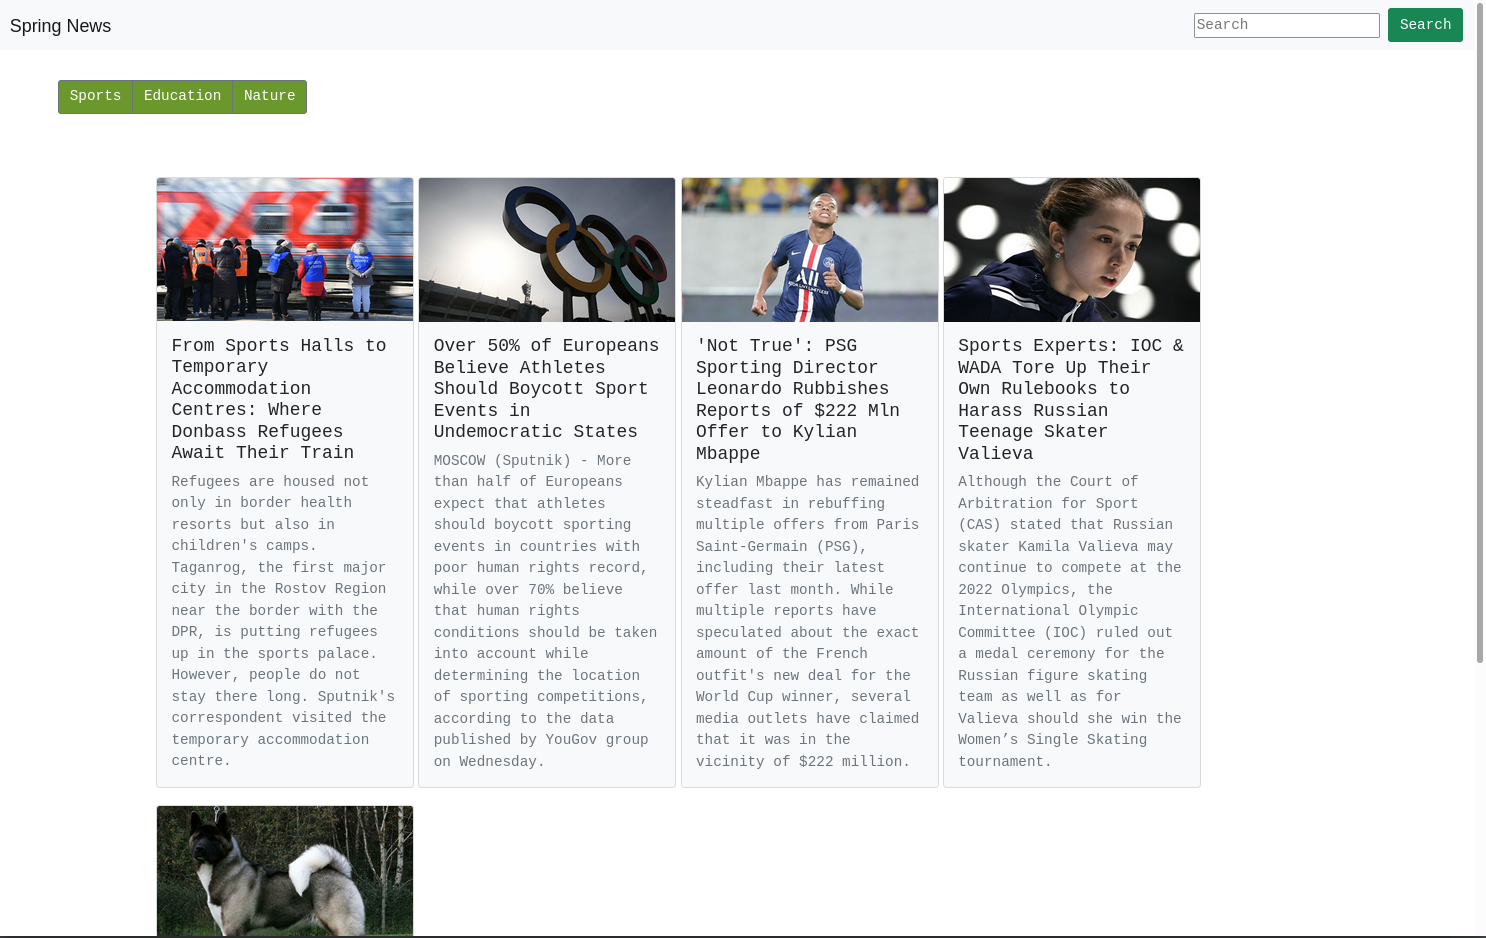 Spring News
Search
Search
Sports
Education
Nature
From Sports Halls to
Temporary
Accommodation
Centres: Where
Donbass Refugees
Await Their Train
Refugees are housed not
only in border health
resorts but also in
children's camps.
Taganrog, the first major
city in the Rostov Region
near the border with the
DPR, is putting refugees
up in the sports palace.
However, people do not
stay there long. Sputnik's
correspondent visited the
temporary accommodation
centre.
Over 50% of Europeans
Believe Athletes
Should Boycott Sport
Events in
Undemocratic States
MOSCOW (Sputnik) - More
than half of Europeans
expect that athletes
should boycott sporting
events in countries with
poor human rights record,
while over 70% believe
that human rights
conditions should be taken
into account while
determining the location
of sporting competitions,
according to the data
published by YouGov group
on Wednesday.
'Not True': PSG
Sporting Director
Leonardo Rubbishes
Reports of $222 Mln
Offer to Kylian
Mbappe
Kylian Mbappe has remained
steadfast in rebuffing
multiple offers from Paris
Saint-Germain (PSG),
including their latest
offer last month. While
multiple reports have
speculated about the exact
amount of the French
outfit's new deal for the
World Cup winner, several
media outlets have claimed
that it was in the
vicinity of $222 million.
Sports Experts: IOC &
WADA Tore Up Their
Own Rulebooks to
Harass Russian
Teenage Skater
Valieva
Although the Court of
Arbitration for Sport
(CAS) stated that Russian
skater Kamila Valieva may
continue to compete at the
2022 Olympics, the
International Olympic
Committee (IOC) ruled out
a medal ceremony for the
Russian figure skating
team as well as for
Valieva should she win the
Women’s Single Skating
tournament.